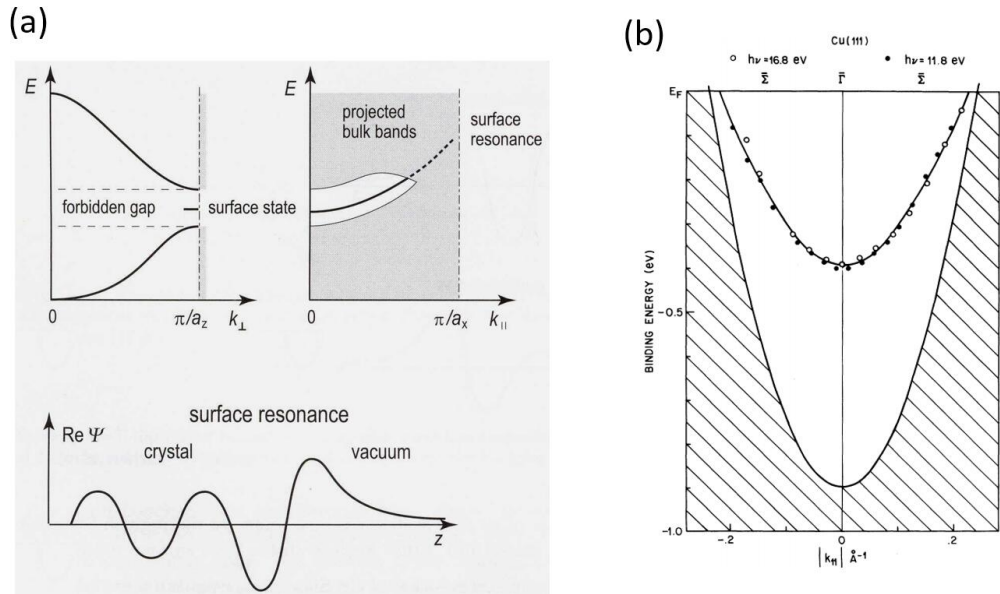 (a)
E
E
projected
bulk bands
surface
resonance
forbidden gap
surface state
0
π/a_z
k_⊥
0
π/a_x
k_||
surface resonance
Re Ψ
crystal
vacuum
z
(b)
Cu(111)
○ hν=16.8 eV
● hν=11.8 eV
Σ̄
Γ̄
Σ̄
E_F
BINDING ENERGY (eV)
-0.5
-1.0
-.2
0
.2
|k_11| Å⁻¹